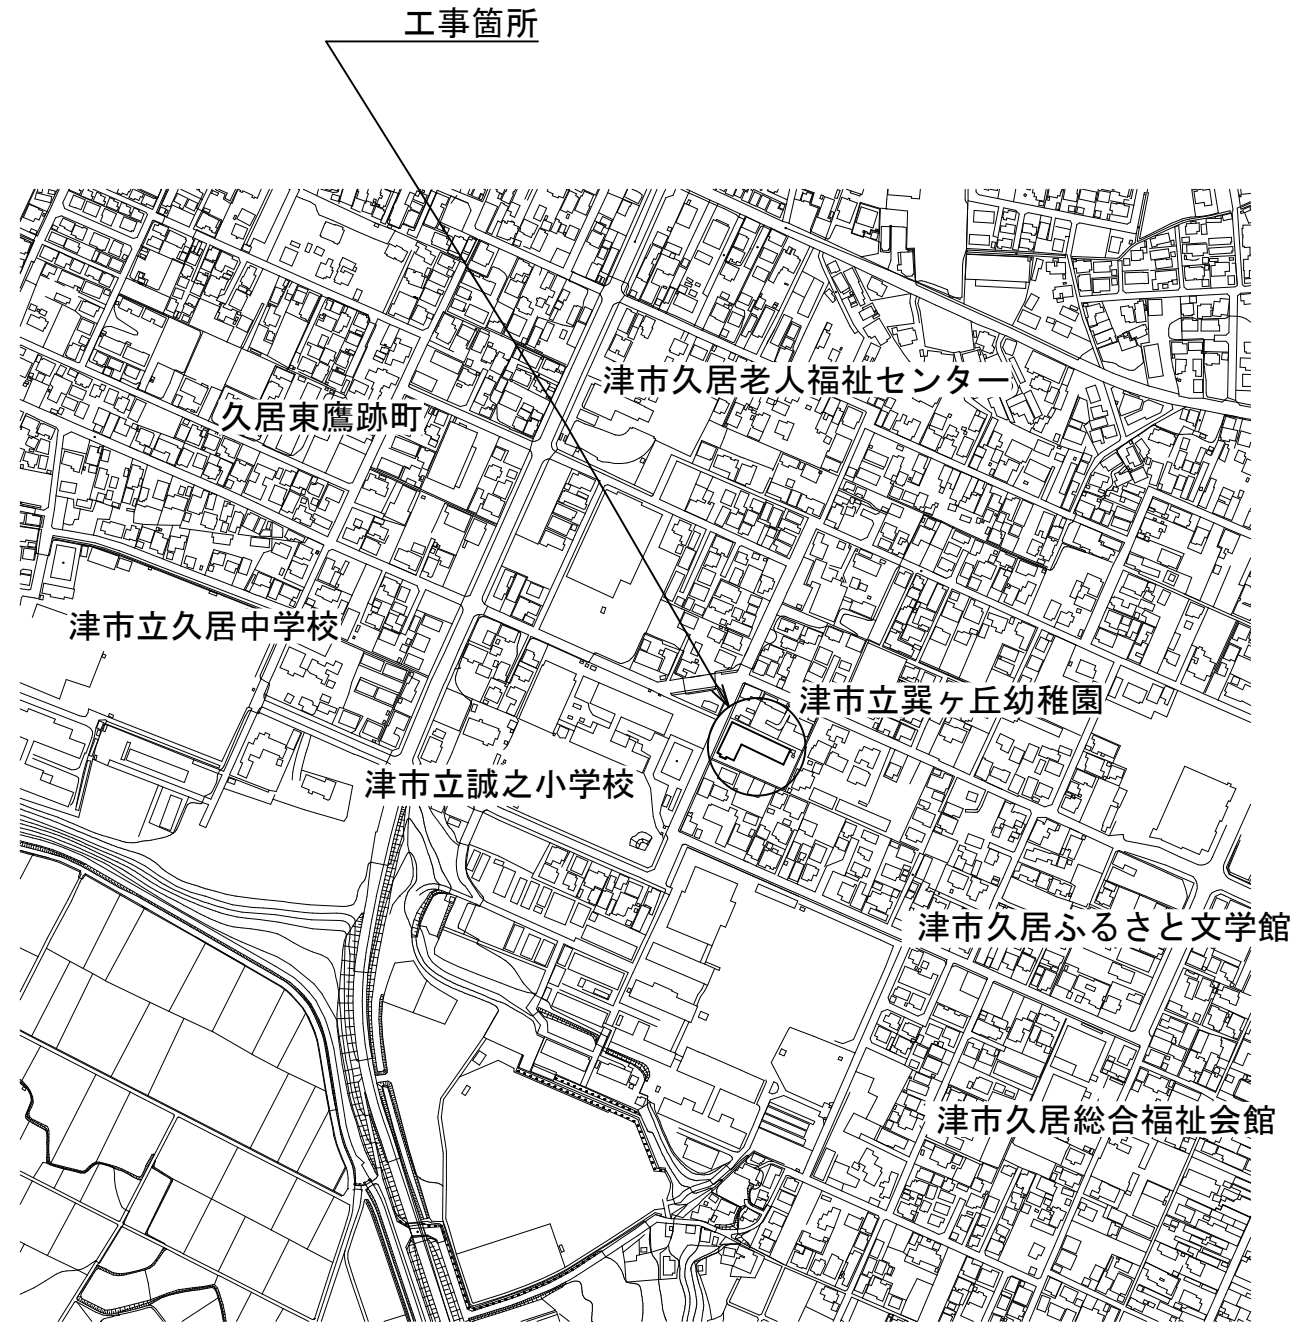 工事箇所
津市久居老人福祉センター
久居東鷹跡町
津市立久居中学校
津市立巽ヶ丘幼稚園
津市立誠之小学校
津市久居ふるさと文学館
津市久居総合福祉会館